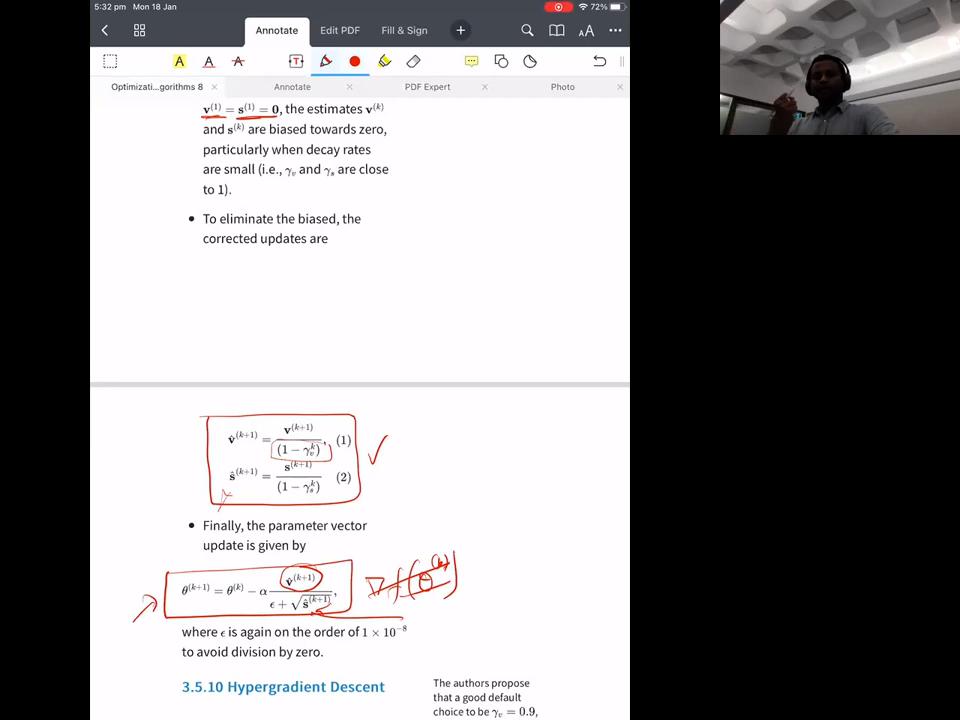 5:32 pm Mon 18 Jan
72%
Annotate Edit PDF Fill & Sign
AA
A A A T
Optimizati...gorithms 8 Annotate PDF Expert Photo
v⁽¹⁾ = s⁽¹⁾ = 0, the estimates v⁽ᵏ⁾
and s⁽ᵏ⁾ are biased towards zero,
particularly when decay rates
are small (i.e., γᵥ and γₛ are close
to 1).
• To eliminate the biased, the
corrected updates are
v̂⁽ᵏ⁺¹⁾ = v⁽ᵏ⁺¹⁾ / (1 − γᵥᵏ), (1)
ŝ⁽ᵏ⁺¹⁾ = s⁽ᵏ⁺¹⁾ / (1 − γₛᵏ) (2)
• Finally, the parameter vector
update is given by
θ⁽ᵏ⁺¹⁾ = θ⁽ᵏ⁾ − α v̂⁽ᵏ⁺¹⁾ / (ϵ + √ŝ⁽ᵏ⁺¹⁾), ∇f(θ⁽ᵏ⁾)
where ϵ is again on the order of 1 × 10⁻⁸
to avoid division by zero.
3.5.10 Hypergradient Descent
The authors propose
that a good default
choice to be γᵥ = 0.9,